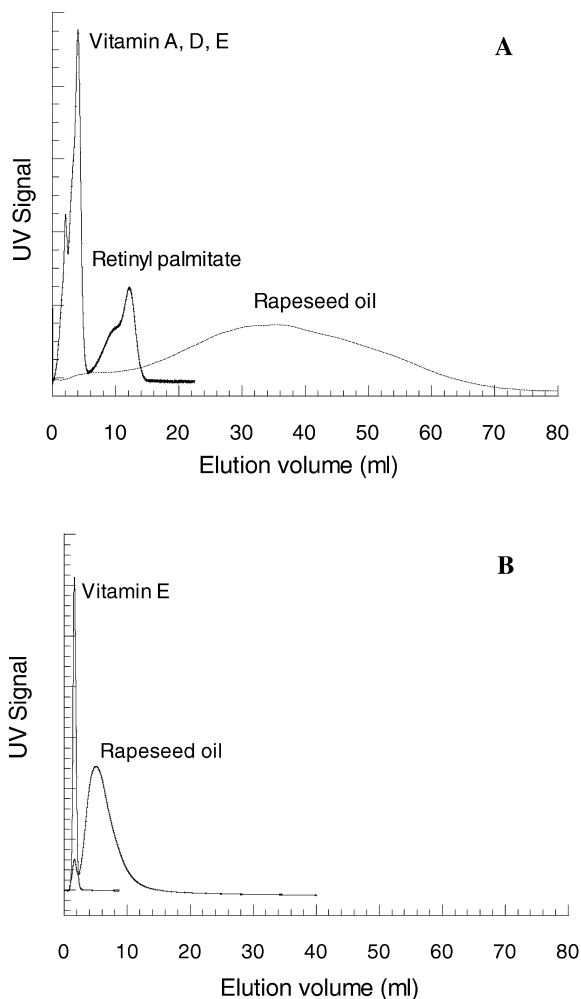 Vitamin A, D, E
A
UV Signal
Retinyl palmitate
Rapeseed oil
0 10 20 30 40 50 60 70 80
Elution volume (ml)
B
Vitamin E
UV Signal
Rapeseed oil
0 10 20 30 40 50 60 70 80
Elution volume (ml)